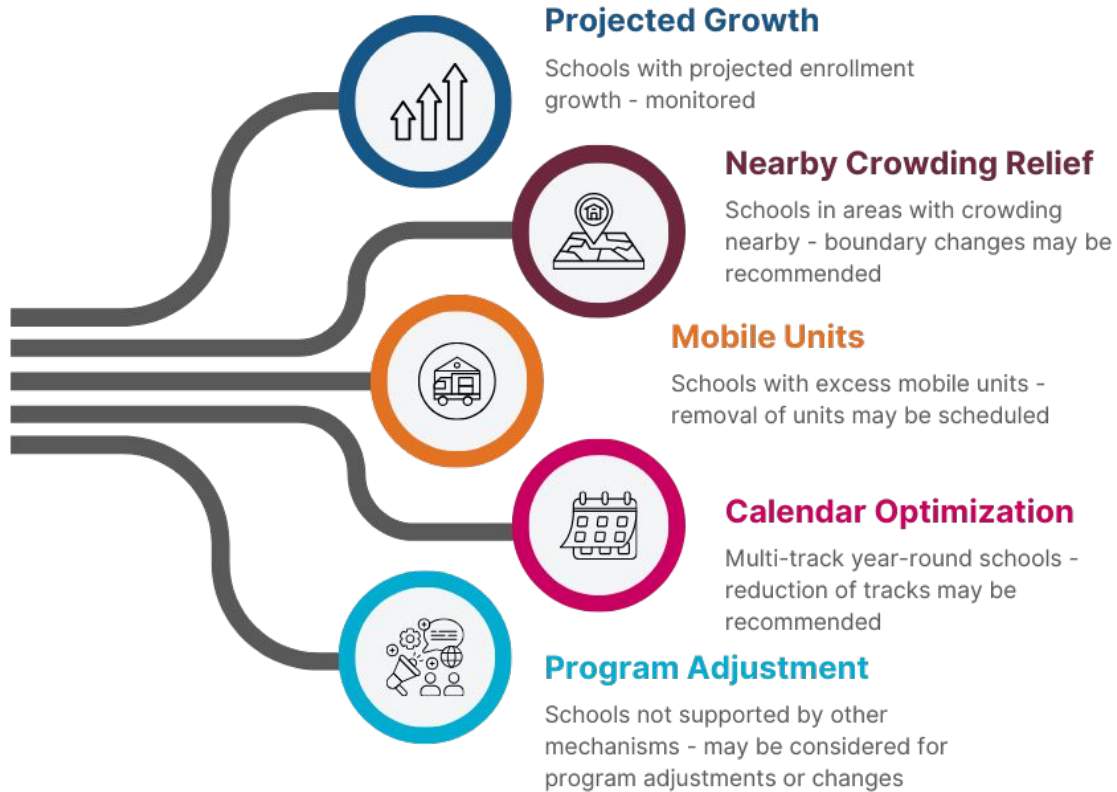 Projected Growth
Schools with projected enrollment
growth - monitored
Nearby Crowding Relief
Schools in areas with crowding
nearby - boundary changes may be
recommended
Mobile Units
Schools with excess mobile units -
removal of units may be scheduled
Calendar Optimization
Multi-track year-round schools -
reduction of tracks may be
recommended
Program Adjustment
Schools not supported by other
mechanisms - may be considered for
program adjustments or changes